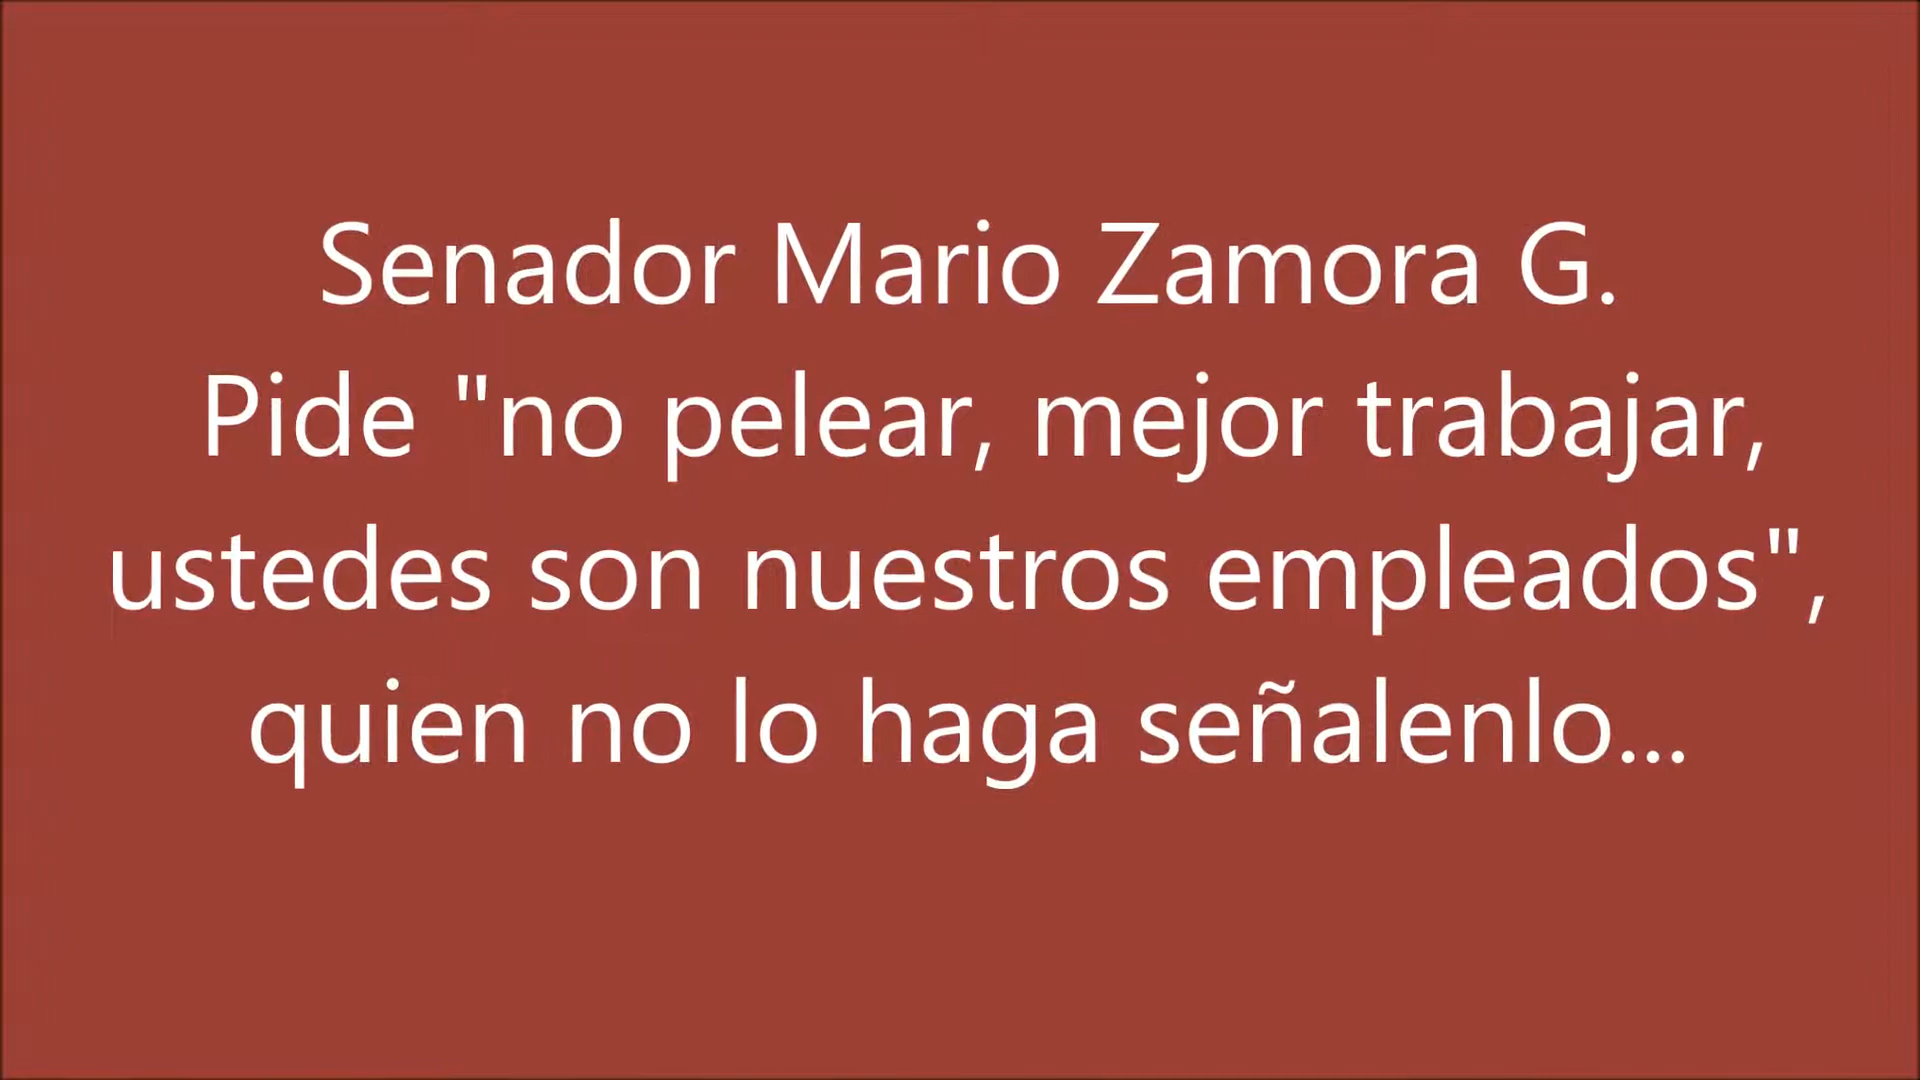 Senador Mario Zamora G.
Pide "no pelear, mejor trabajar,
ustedes son nuestros empleados",
quien no lo haga señalenlo...